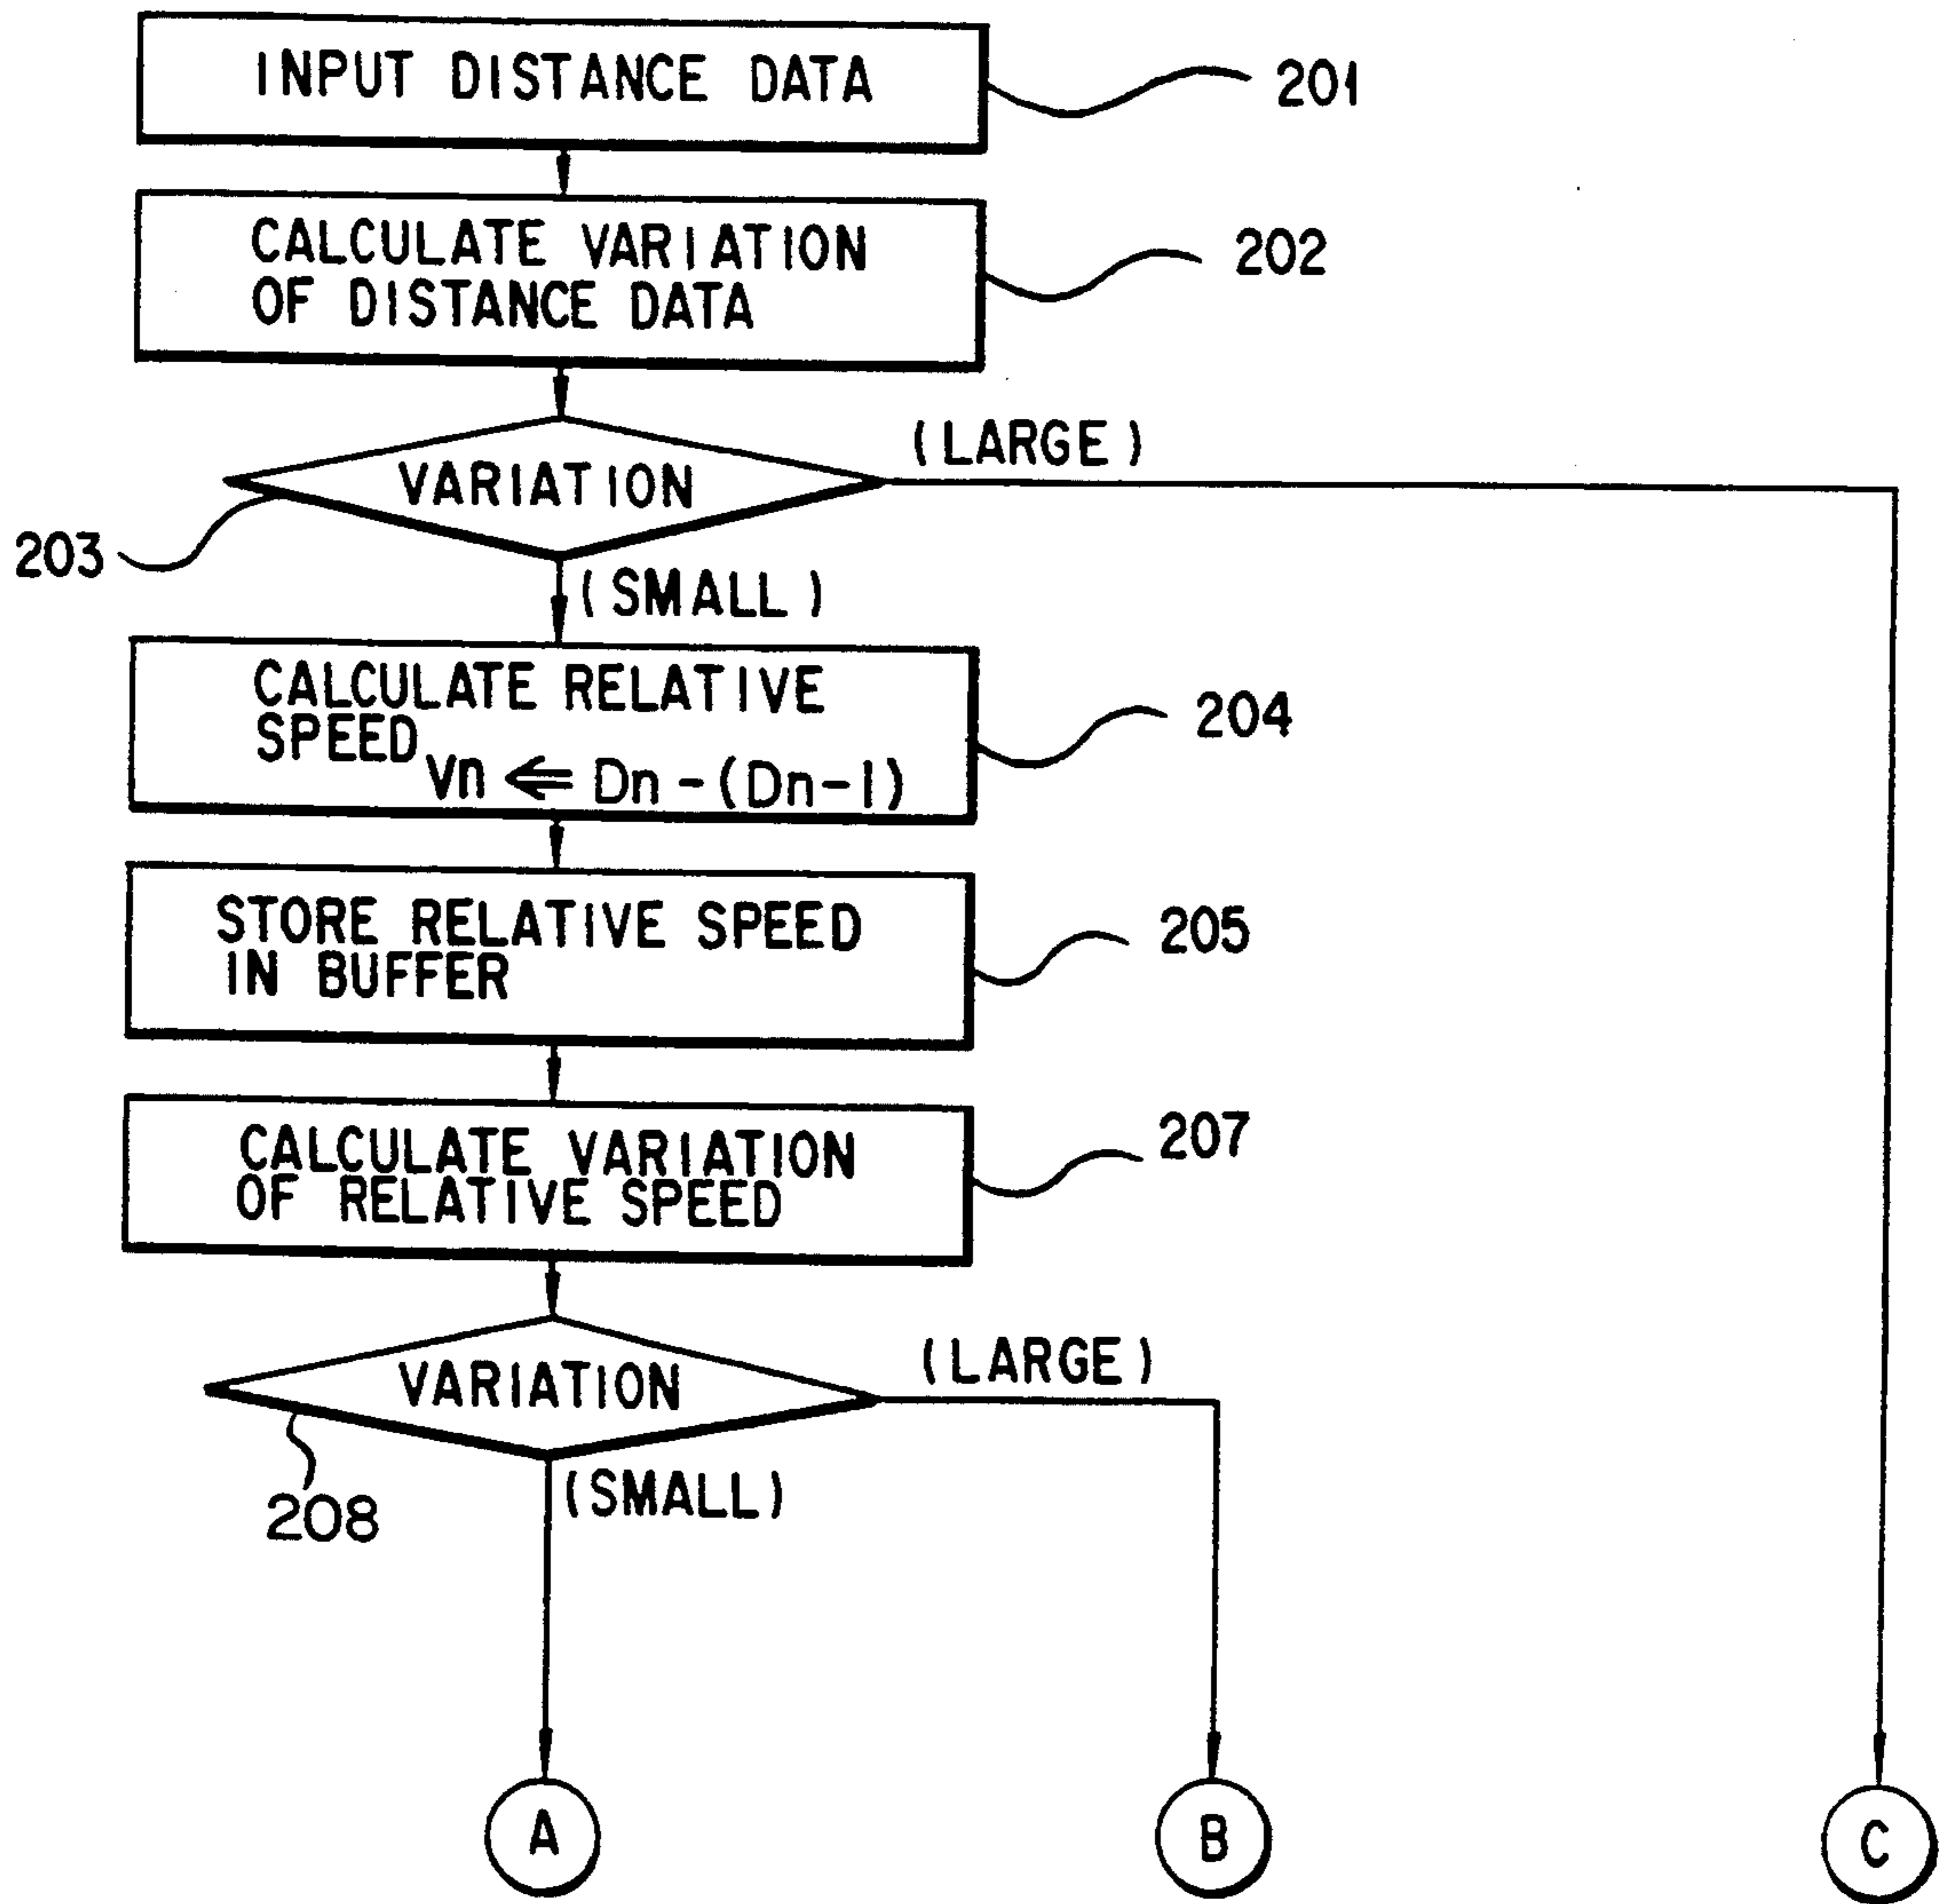 INPUT DISTANCE DATA
201
CALCULATE VARIATION
OF DISTANCE DATA
202
(LARGE)
VARIATION
203
(SMALL)
CALCULATE RELATIVE
SPEED
Vn ⇐ Dn-(Dn-1)
204
STORE RELATIVE SPEED
IN BUFFER
205
CALCULATE VARIATION
OF RELATIVE SPEED
207
(LARGE)
VARIATION
208
(SMALL)
A
B
C